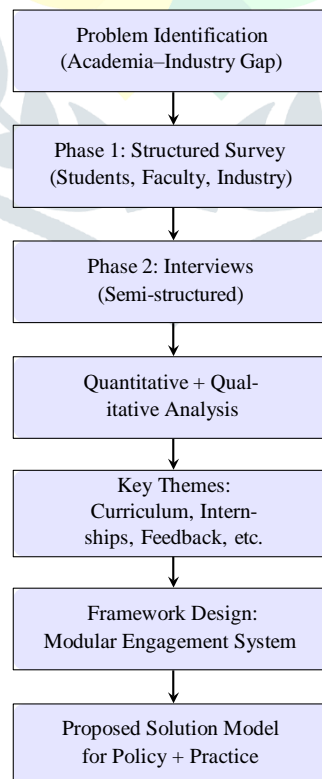 Problem Identification
(Academia–Industry Gap)
Phase 1: Structured Survey
(Students, Faculty, Industry)
Phase 2: Interviews
(Semi-structured)
Quantitative + Qual-
itative Analysis
Key Themes:
Curriculum, Intern-
ships, Feedback, etc.
Framework Design:
Modular Engagement System
Proposed Solution Model
for Policy + Practice